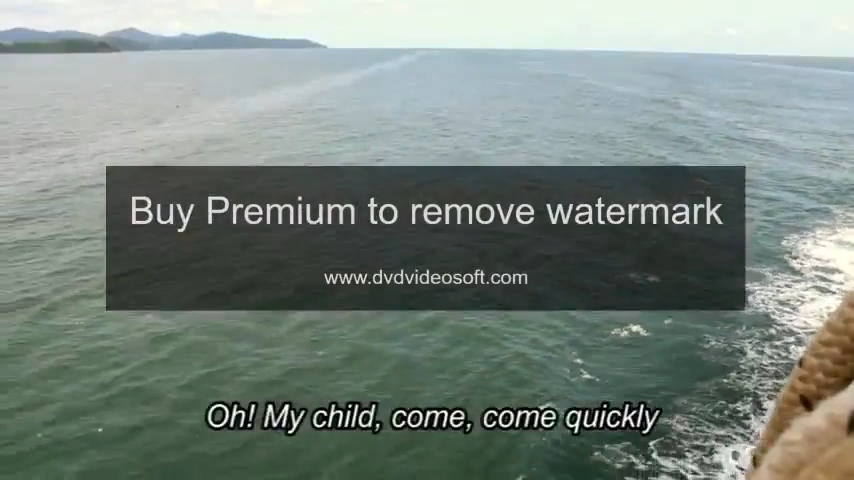 Buy Premium to remove watermark
www.dvdvideosoft.com
Oh! My child, come, come quickly